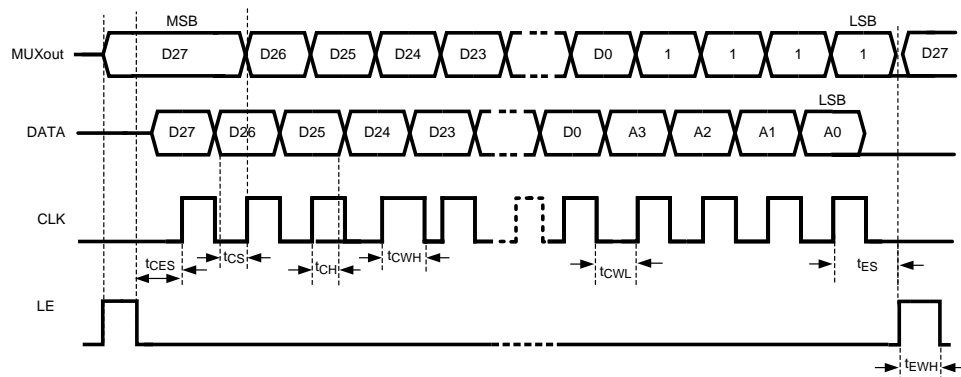 MSB LSB
MUXout D27 D26 D25 D24 D23 D0 1 1 1 1 D27
LSB
DATA D27 D26 D25 D24 D23 D0 A3 A2 A1 A0
CLK
tCES tCS tCH tCWH tCWL tES
LE
tEWH